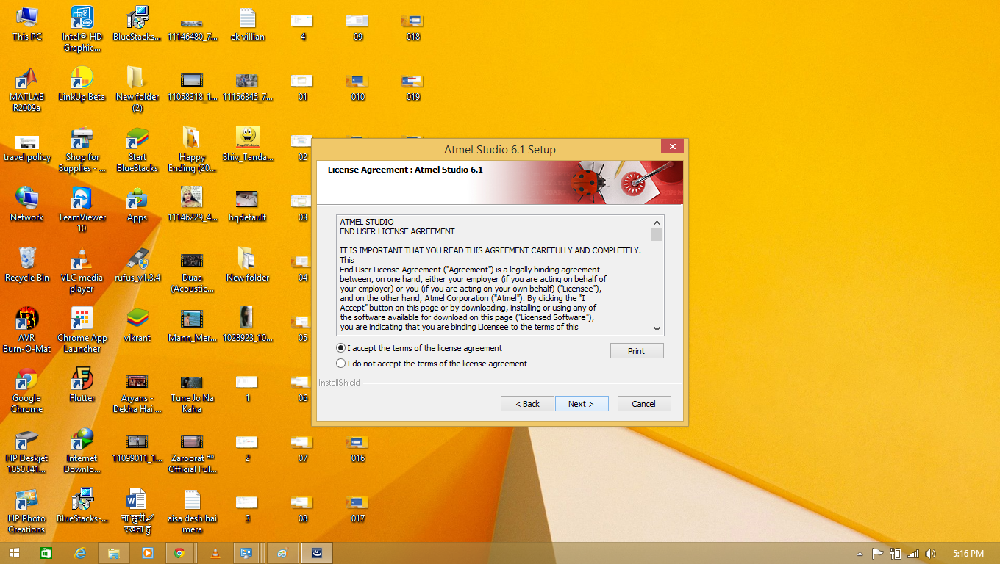 This PC
Intel® HD
Graphic...
BlueStacks...
11146480_7...
ek villian
4
09
018
MATLAB
R2009a
LinkUp Beta
New folder
(2)
11058318_1...
11156345_7...
01
010
019
travel policy
Shop for
Supplies - ...
Start
BlueStacks
Happy
Ending (20...
Shiv_Tanda...
02
Network
TeamViewer
10
Apps
11146229_4...
hqdefault
03
Recycle Bin
VLC media
player
rufus_v1.3.4
Duaa
(Acoustic...
New folder
04
AVR
Burn-O-Mat
Chrome App
Launcher
vikrant
Mann_Mer...
1028923_10...
05
Google
Chrome
Flutter
Aryans -
Dekha Hai ...
Tune Jo Na
Kaha
1
06
HP Deskjet
1050 J41...
Internet
Downlo...
11099011_1...
Zaroorat ᴴᴰ
Official Ful...
2
07
016
HP Photo
Creations
BlueStacks-...
ना छुरी
रखता हुं
aisa desh hai
mera
3
08
017
Atmel Studio 6.1 Setup
License Agreement : Atmel Studio 6.1
ATMEL STUDIO
END USER LICENSE AGREEMENT
IT IS IMPORTANT THAT YOU READ THIS AGREEMENT CAREFULLY AND COMPLETELY.
This
End User License Agreement ("Agreement") is a legally binding agreement
between, on one hand, either your employer (if you are acting on behalf of
your employer) or you (if you are acting on your own behalf) ("Licensee"),
and on the other hand, Atmel Corporation ("Atmel"). By clicking the "I
Accept" button on this page or by downloading, installing or using any of
the software available for download on this page ("Licensed Software"),
you are indicating that you are binding Licensee to the terms of this
I accept the terms of the license agreement
I do not accept the terms of the license agreement
Print
InstallShield
< Back
Next >
Cancel
5:16 PM